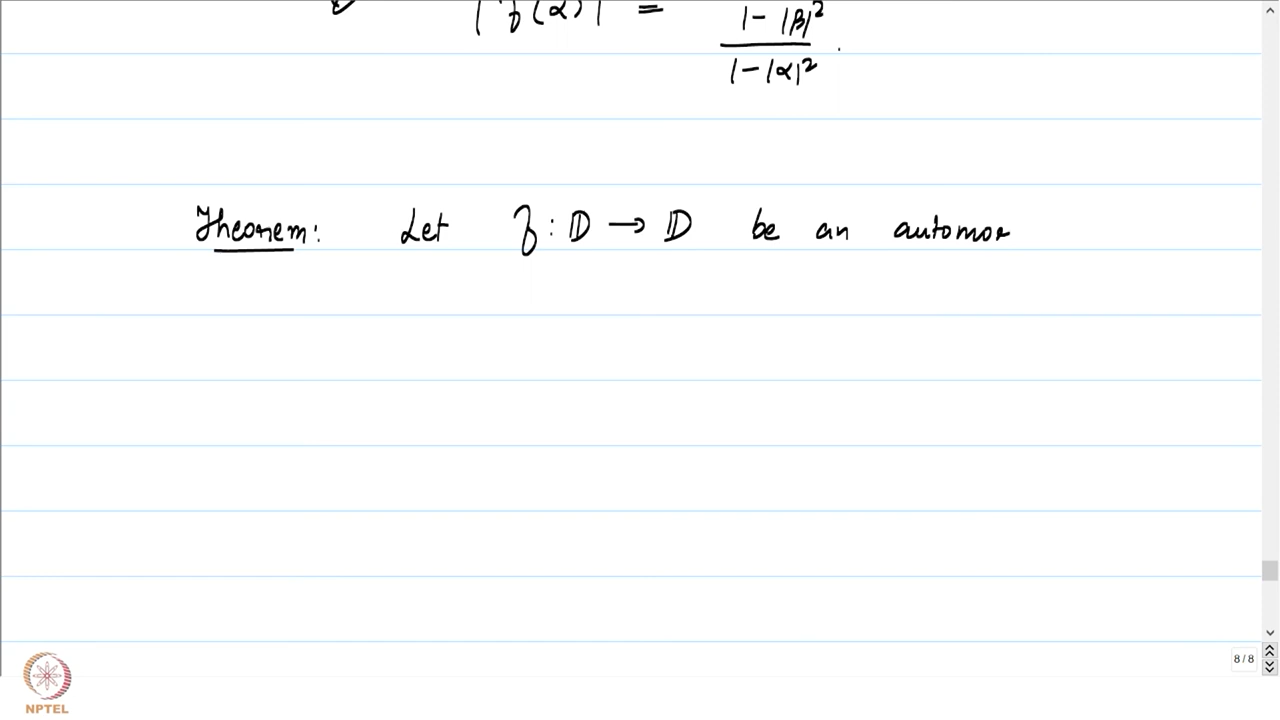 |f'(α)| = 1-|β|²
1-|α|²
Theorem: Let f : 𝔻 → 𝔻 be an automor
8 / 8
NPTEL